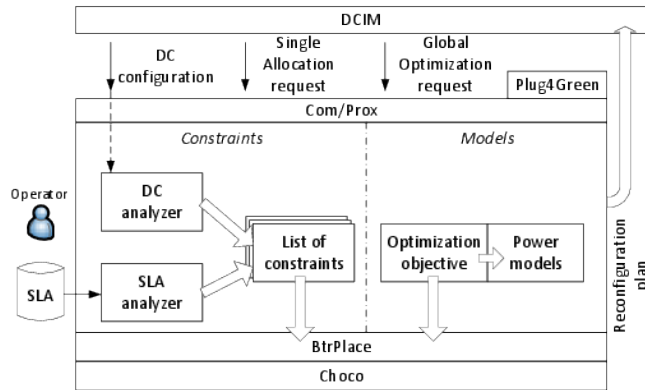 DCIM
DC
configuration
Single
Allocation
request
Global
Optimization
request
Plug4Green
Com/Prox
Constraints
Models
Operator
DC
analyzer
List of
constraints
Optimization
objective
Power
models
SLA
SLA
analyzer
Reconfiguration
plan
BtrPlace
Choco